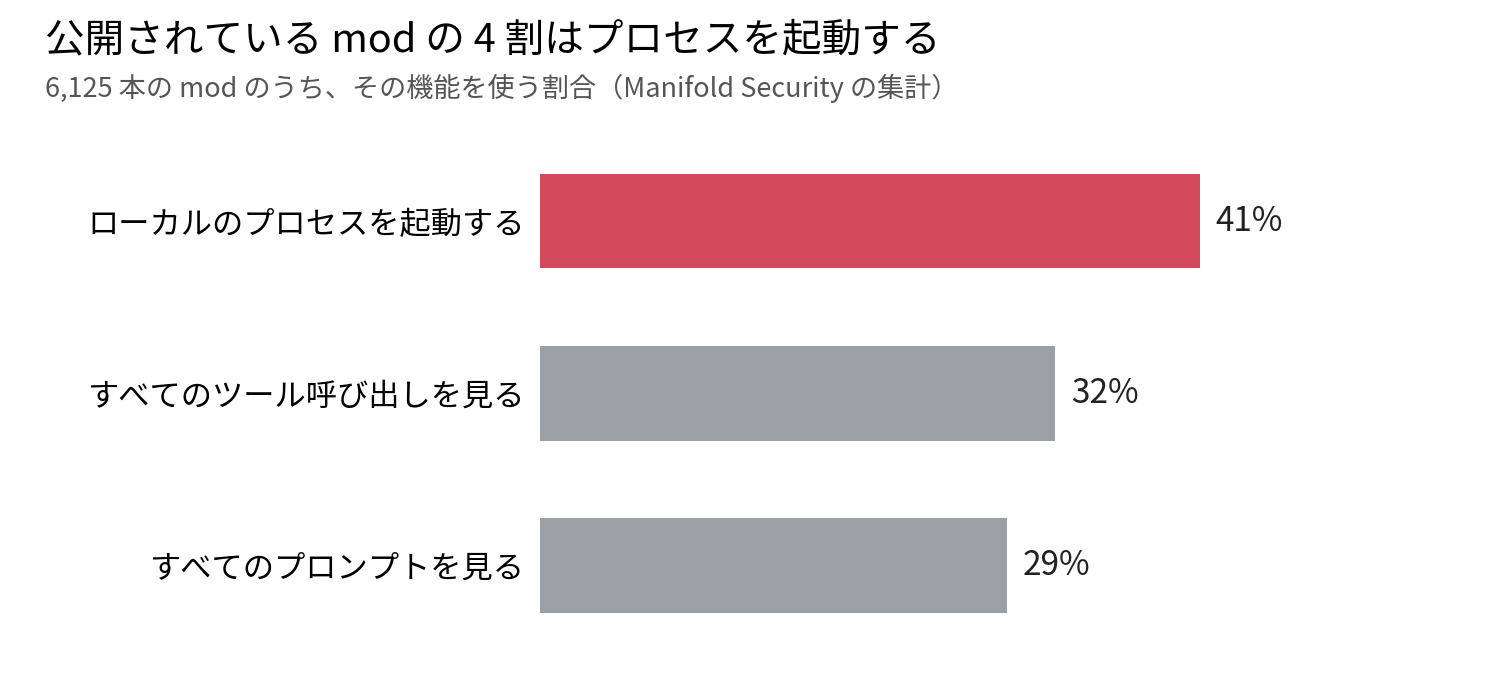 公開されている mod の 4 割はプロセスを起動する
6,125 本の mod のうち、その機能を使う割合（Manifold Security の集計）
ローカルのプロセスを起動する 41%
すべてのツール呼び出しを見る 32%
すべてのプロンプトを見る 29%